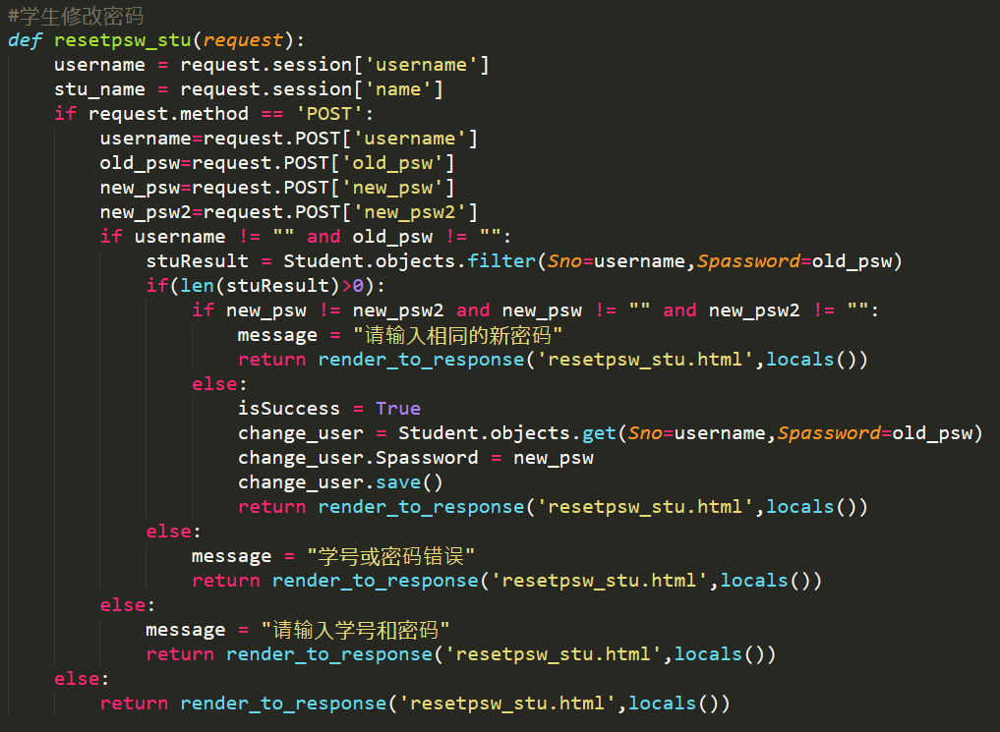 #学生修改密码
def resetpsw_stu(request):
    username = request.session['username']
    stu_name = request.session['name']
    if request.method == 'POST':
        username=request.POST['username']
        old_psw=request.POST['old_psw']
        new_psw=request.POST['new_psw']
        new_psw2=request.POST['new_psw2']
        if username != "" and old_psw != "":
            stuResult = Student.objects.filter(Sno=username,Spassword=old_psw)
            if(len(stuResult)>0):
                if new_psw != new_psw2 and new_psw != "" and new_psw2 != "":
                    message = "请输入相同的新密码"
                    return render_to_response('resetpsw_stu.html',locals())
                else:
                    isSuccess = True
                    change_user = Student.objects.get(Sno=username,Spassword=old_psw)
                    change_user.Spassword = new_psw
                    change_user.save()
                    return render_to_response('resetpsw_stu.html',locals())
            else:
                message = "学号或密码错误"
                return render_to_response('resetpsw_stu.html',locals())
        else:
            message = "请输入学号和密码"
            return render_to_response('resetpsw_stu.html',locals())
    else:
        return render_to_response('resetpsw_stu.html',locals())